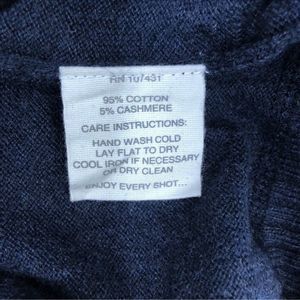 RN 107431
95% COTTON
5% CASHMERE
CARE INSTRUCTIONS:
HAND WASH COLD
LAY FLAT TO DRY
COOL IRON IF NECESSARY
OR DRY CLEAN
ENJOY EVERY SHOT...